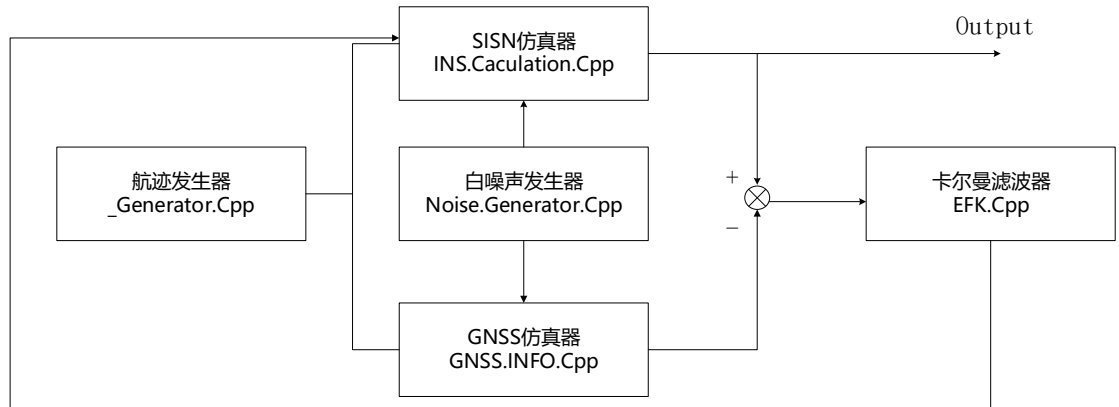 SISN仿真器
INS.Caculation.Cpp
Output
航迹发生器
_Generator.Cpp
白噪声发生器
Noise.Generator.Cpp
+
−
卡尔曼滤波器
EFK.Cpp
GNSS仿真器
GNSS.INFO.Cpp